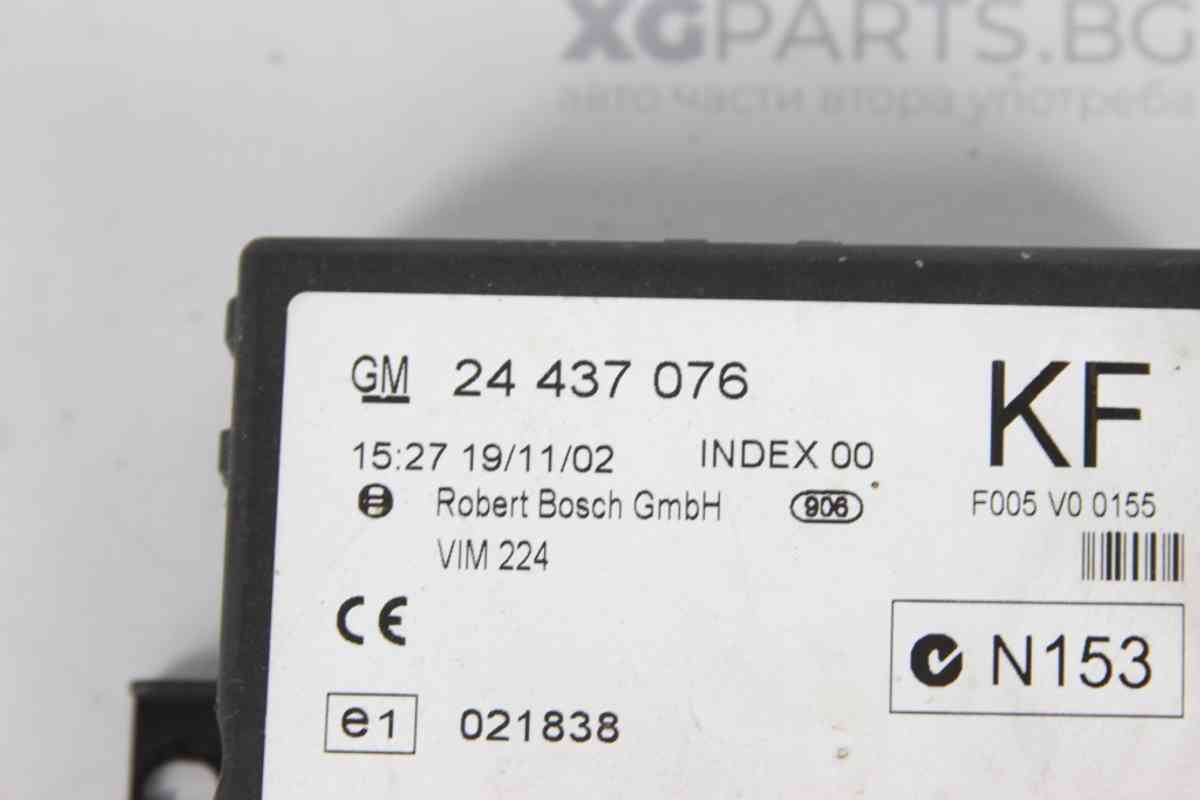 XGPARTS.BG
авто части втора употреба
GM 24 437 076
KF
15:27 19/11/02 INDEX 00
Robert Bosch GmbH 906 F005 V0 0155
VIM 224
CE
N153
e1 021838